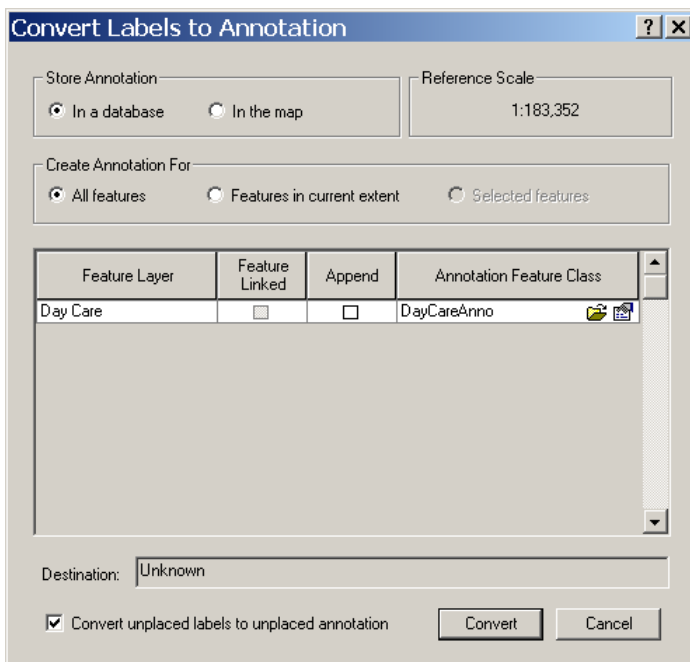 Convert Labels to Annotation
Store Annotation
In a database In the map
Reference Scale
1:183,352
Create Annotation For
All features Features in current extent Selected features
Feature Layer Feature Linked Append Annotation Feature Class
Day Care DayCareAnno
Destination: Unknown
Convert unplaced labels to unplaced annotation Convert Cancel